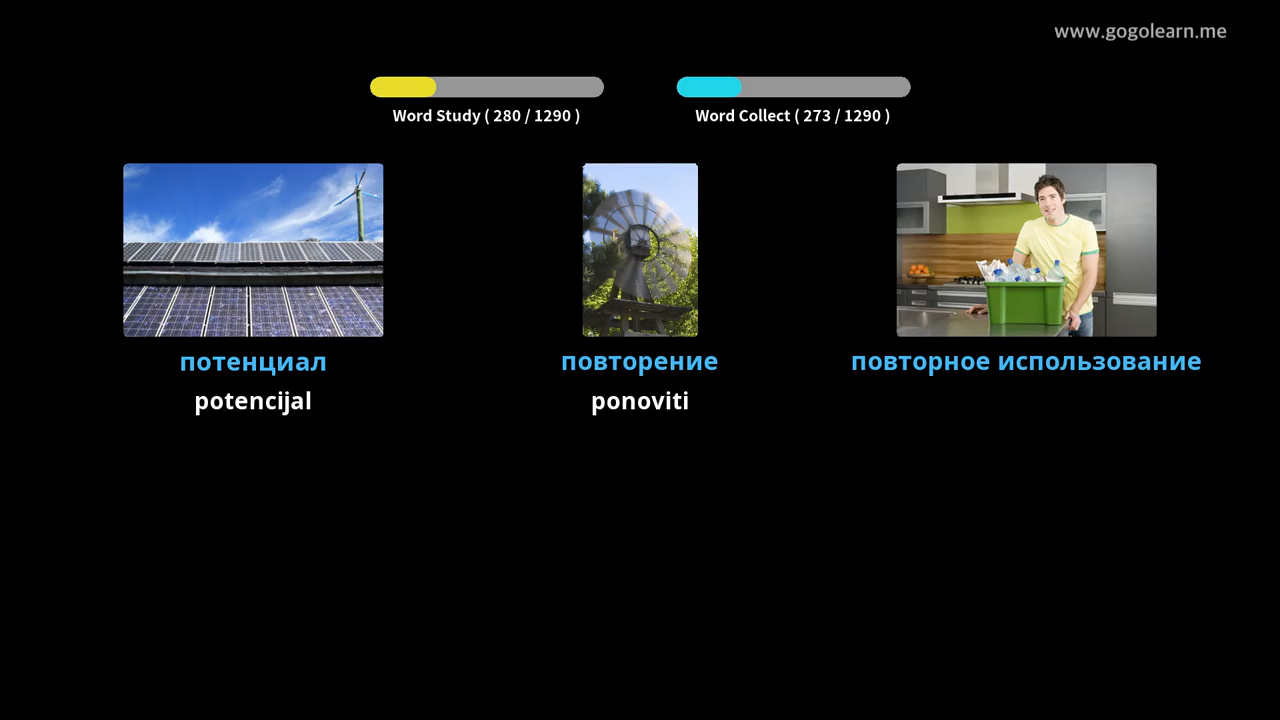 www.gogolearn.me
Word Study ( 280 / 1290 )
Word Collect ( 273 / 1290 )
потенциал
повторение
повторное использование
potencijal
ponoviti